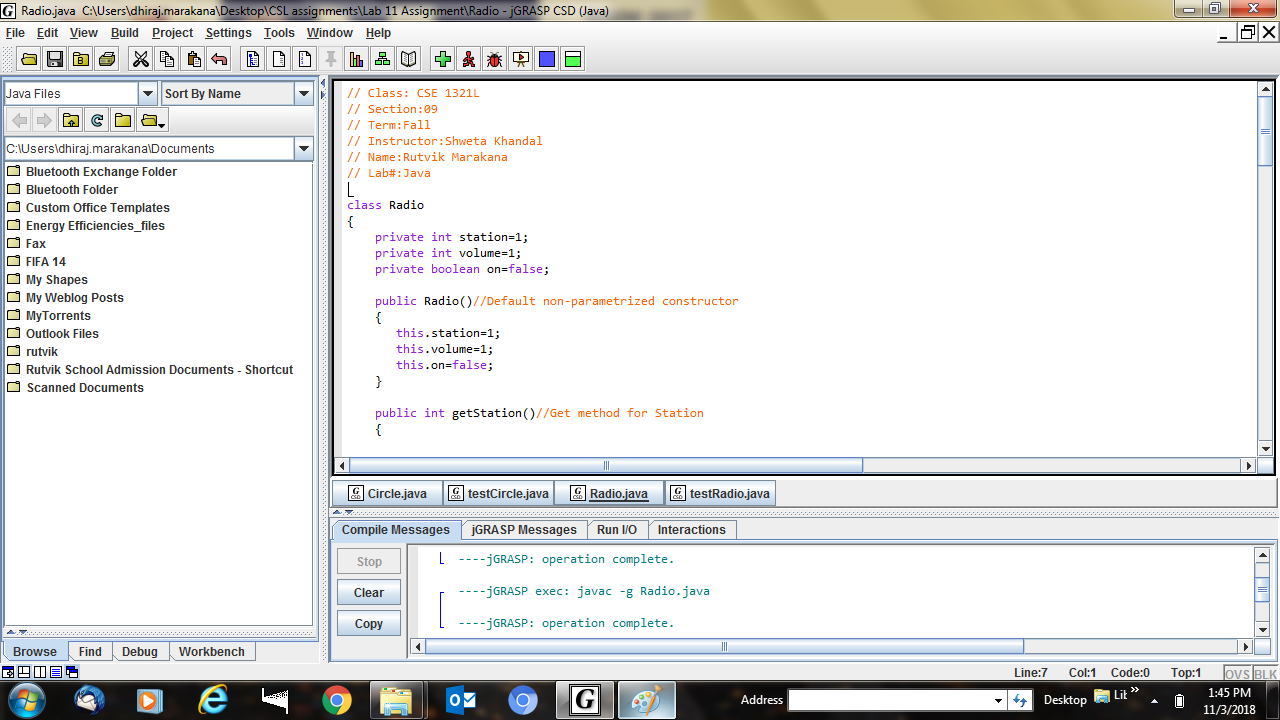 Radio.java  C:\Users\dhiraj.marakana\Desktop\CSL assignments\Lab 11 Assignment\Radio - jGRASP CSD (Java)
File Edit View Build Project Settings Tools Window Help
Java Files
Sort By Name
C:\Users\dhiraj.marakana\Documents
Bluetooth Exchange Folder
Bluetooth Folder
Custom Office Templates
Energy Efficiencies_files
Fax
FIFA 14
My Shapes
My Weblog Posts
MyTorrents
Outlook Files
rutvik
Rutvik School Admission Documents - Shortcut
Scanned Documents
Browse Find Debug Workbench
// Class: CSE 1321L
// Section:09
// Term:Fall
// Instructor:Shweta Khandal
// Name:Rutvik Marakana
// Lab#:Java
class Radio
{
private int station=1;
private int volume=1;
private boolean on=false;
public Radio()//Default non-parametrized constructor
{
this.station=1;
this.volume=1;
this.on=false;
}
public int getStation()//Get method for Station
{
Circle.java testCircle.java Radio.java testRadio.java
Compile Messages jGRASP Messages Run I/O Interactions
Stop
Clear
Copy
----jGRASP: operation complete.
----jGRASP exec: javac -g Radio.java
----jGRASP: operation complete.
Line:7 Col:1 Code:0 Top:1 OVS BLK
Address Desktop Lib »
1:45 PM
11/3/2018